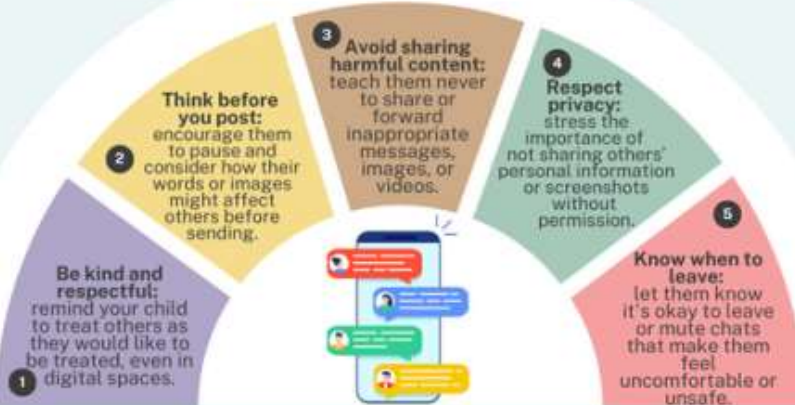 1
Be kind and
respectful:
remind your child
to treat others as
they would like to
be treated, even in
digital spaces.
2
Think before
you post:
encourage them
to pause and
consider how their
words or images
might affect
others before
sending.
3
Avoid sharing
harmful content:
teach them never
to share or
forward
inappropriate
messages,
images, or
videos.
4
Respect
privacy:
stress the
importance of
not sharing others'
personal information
or screenshots
without
permission.
5
Know when to
leave:
let them know
it's okay to leave
or mute chats
that make them
feel
uncomfortable or
unsafe.